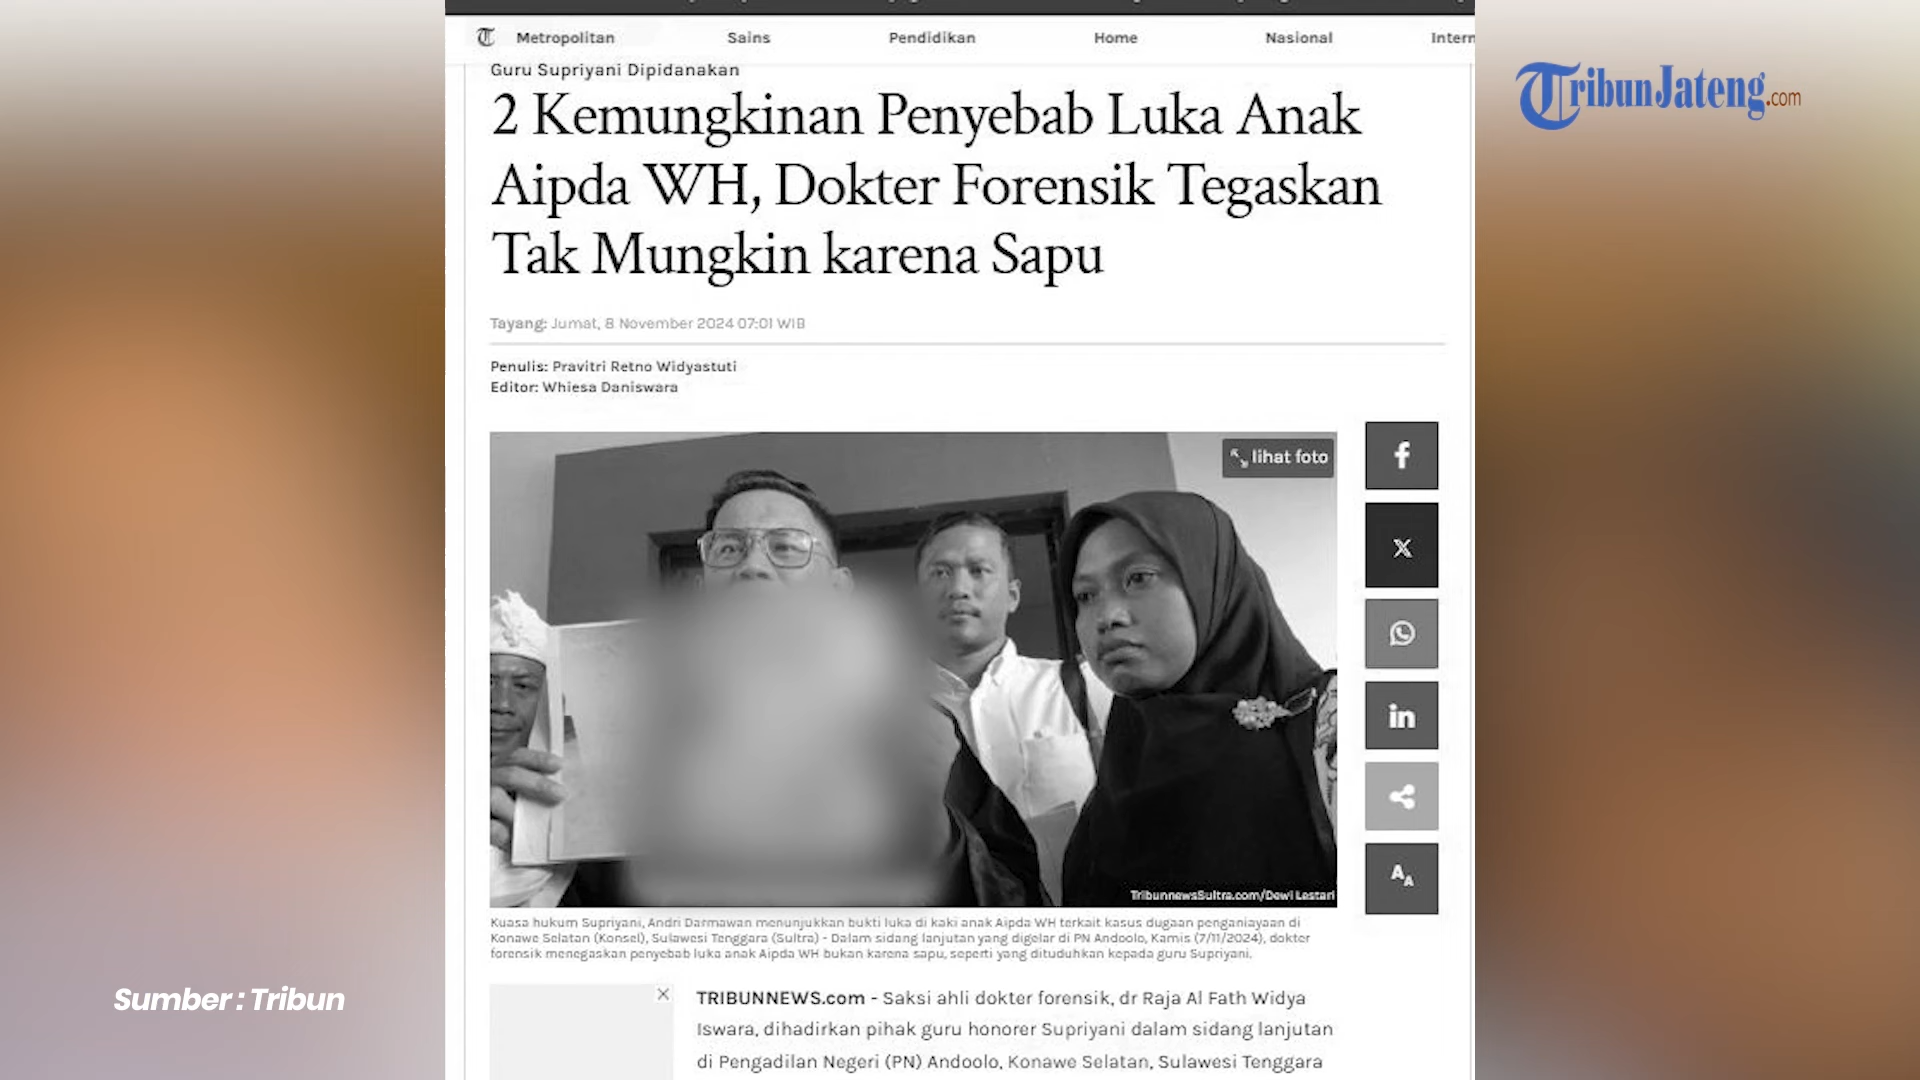 Metropolitan Sains Pendidikan Home Nasional Intern
TribunJateng.com
Guru Supriyani Dipidanakan
2 Kemungkinan Penyebab Luka Anak
Aipda WH, Dokter Forensik Tegaskan
Tak Mungkin karena Sapu
Tayang: Jumat, 8 November 2024 07:01 WIB
Penulis: Pravitri Retno Widyastuti
Editor: Whiesa Daniswara
lihat foto
TribunnewsSultra.com/Dewi Lestari
Kuasa hukum Supriyani, Andri Darmawan menunjukkan bukti luka di kaki anak Aipda WH terkait kasus dugaan penganiayaan di
Konawe Selatan (Konsel), Sulawesi Tenggara (Sultra) - Dalam sidang lanjutan yang digelar di PN Andoolo, Kamis (7/11/2024), dokter
forensik menegaskan penyebab luka anak Aipda WH bukan karena sapu, seperti yang dituduhkan kepada guru Supriyani.
TRIBUNNEWS.com - Saksi ahli dokter forensik, dr Raja Al Fath Widya
Iswara, dihadirkan pihak guru honorer Supriyani dalam sidang lanjutan
di Pengadilan Negeri (PN) Andoolo, Konawe Selatan, Sulawesi Tenggara
Sumber : Tribun